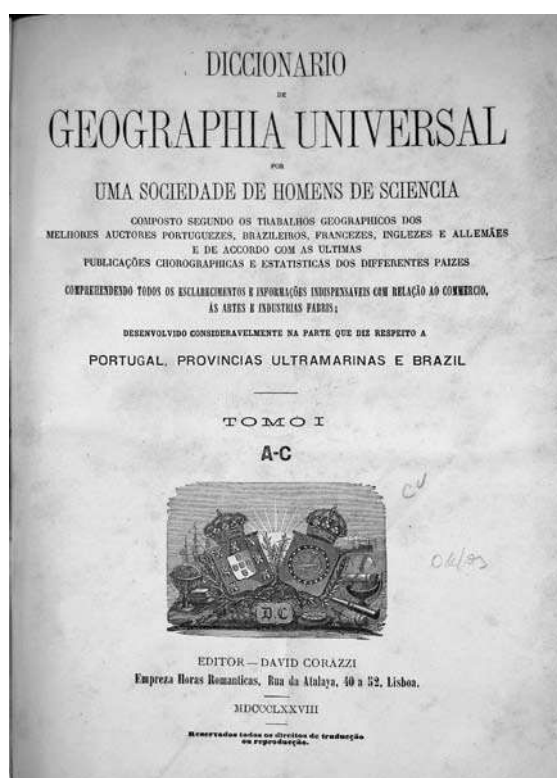 DICCIONARIO
DE
GEOGRAPHIA UNIVERSAL
POR
UMA SOCIEDADE DE HOMENS DE SCIENCIA
COMPOSTO SEGUNDO OS TRABALHOS GEOGRAPHICOS DOS
MELHORES AUCTORES PORTUGUEZES, BRAZILEIROS, FRANCEZES, INGLEZES E ALLEMÃES
E DE ACCORDO COM AS ULTIMAS
PUBLICAÇÕES CHOROGRAPHICAS E ESTATISTICAS DOS DIFFERENTES PAIZES
COMPREHENDENDO TODOS OS ESCLARECIMENTOS E INFORMAÇÕES INDISPENSAVEIS COM RELAÇÃO AO COMMERCIO,
ÁS ARTES E INDUSTRIAS FABRIS;
DESENVOLVIDO CONSIDERAVELMENTE NA PARTE QUE DIZ RESPEITO A
PORTUGAL, PROVINCIAS ULTRAMARINAS E BRAZIL
TOMO I
A-C
D.C
EDITOR — DAVID CORAZZI
Empreza Horas Romanticas, Rua da Atalaya, 40 a 52, Lisboa.
MDCCCLXXVIII
Reservados todos os direitos de traducção
ou reproducção.